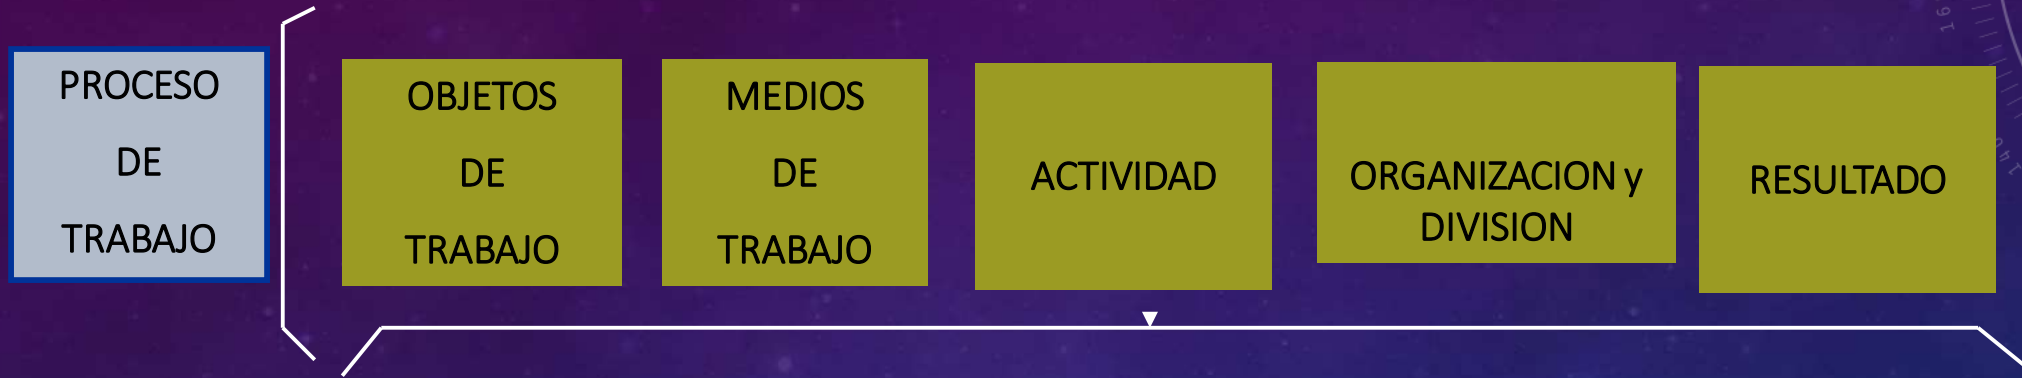 PROCESO
DE
TRABAJO
OBJETOS
DE
TRABAJO
MEDIOS
DE
TRABAJO
ACTIVIDAD
ORGANIZACION y
DIVISION
RESULTADO